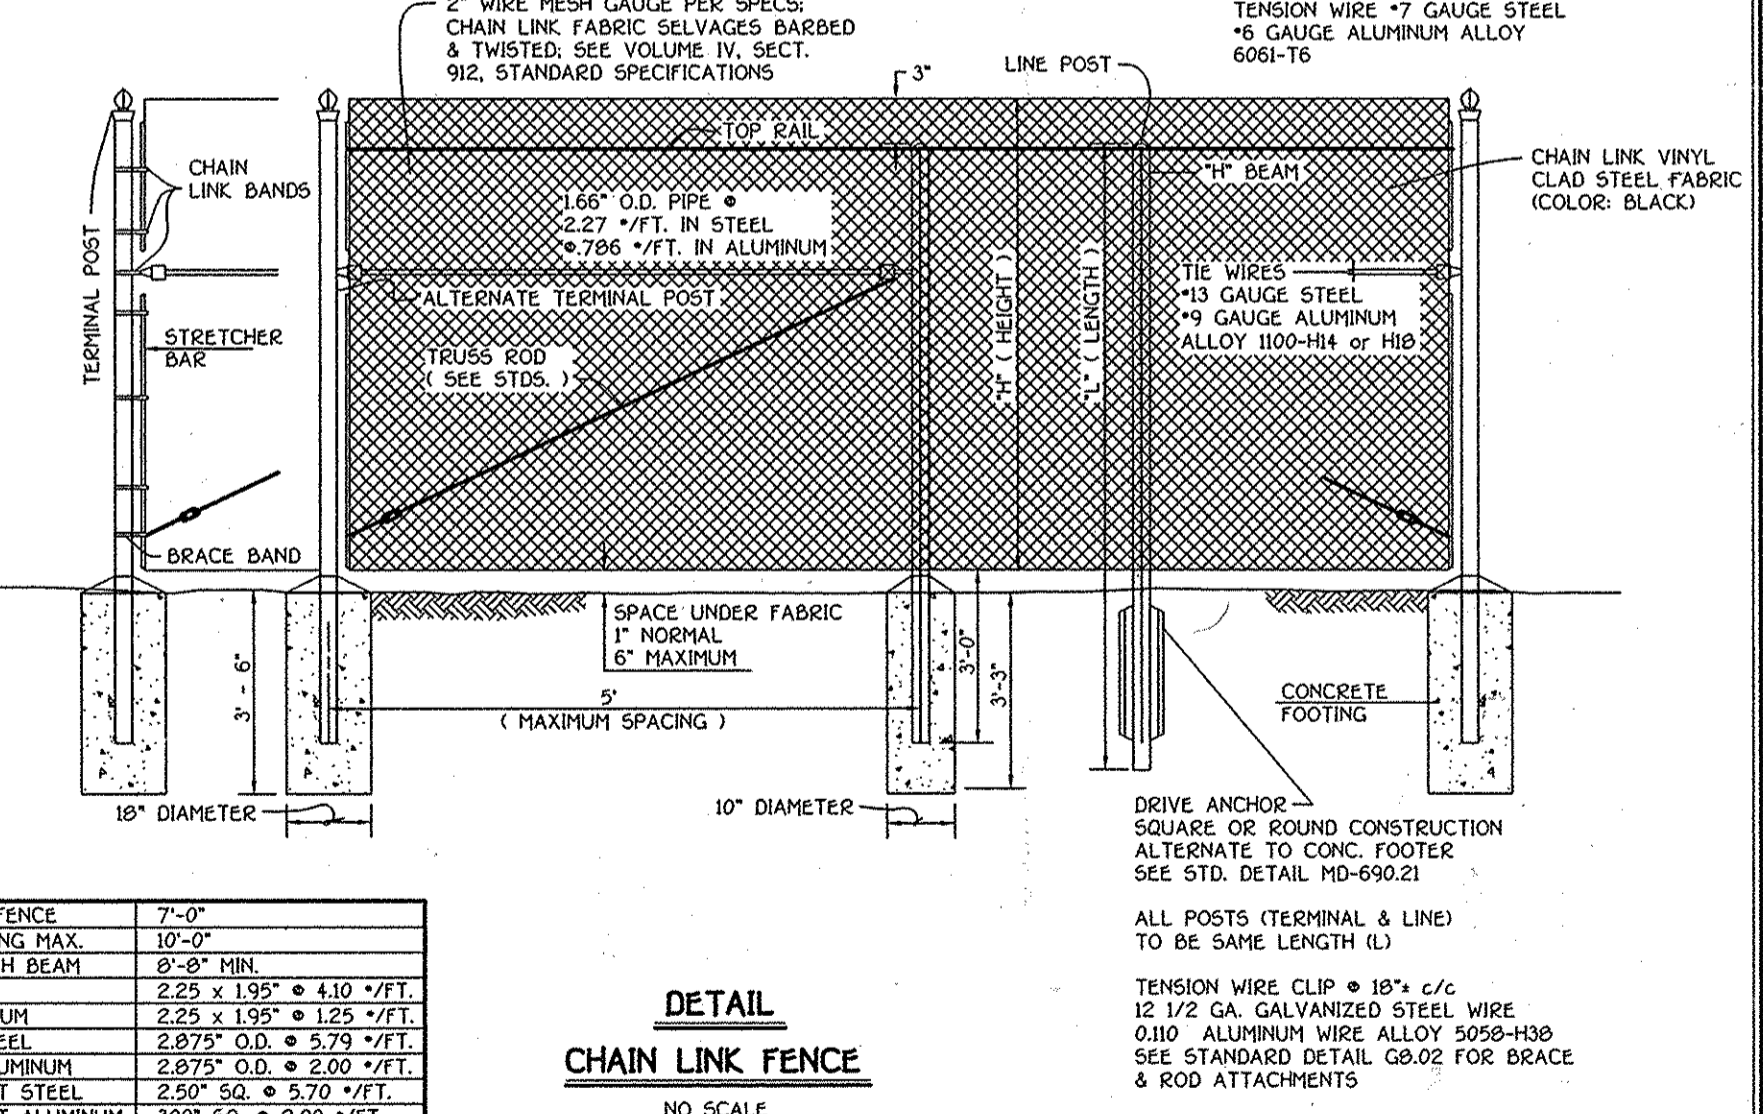 2" WIRE MESH GAUGE PER SPECS;
CHAIN LINK FABRIC SELVAGES BARBED
& TWISTED; SEE VOLUME IV, SECT.
912, STANDARD SPECIFICATIONS
3"
LINE POST
TENSION WIRE •7 GAUGE STEEL
•6 GAUGE ALUMINUM ALLOY
6061-T6
TERMINAL POST
CHAIN
LINK BANDS
STRETCHER
BAR
BRACE BAND
TOP RAIL
1.66" O.D. PIPE @
2.27 •/FT. IN STEEL
@.786 •/FT. IN ALUMINUM
ALTERNATE TERMINAL POST
TRUSS ROD
( SEE STDS. )
"H" ( HEIGHT )
"L" ( LENGTH )
"H" BEAM
TIE WIRES
•13 GAUGE STEEL
•9 GAUGE ALUMINUM
ALLOY 1100-H14 or H18
CHAIN LINK VINYL
CLAD STEEL FABRIC
(COLOR: BLACK)
3' - 6"
SPACE UNDER FABRIC
1" NORMAL
6" MAXIMUM
5'
( MAXIMUM SPACING )
3'-0"
3'-3"
CONCRETE
FOOTING
18" DIAMETER
10" DIAMETER
DRIVE ANCHOR
SQUARE OR ROUND CONSTRUCTION
ALTERNATE TO CONC. FOOTER
SEE STD. DETAIL MD-690.21
ALL POSTS (TERMINAL & LINE)
TO BE SAME LENGTH (L)
TENSION WIRE CLIP @ 18"± c/c
12 1/2 GA. GALVANIZED STEEL WIRE
0.110 ALUMINUM WIRE ALLOY 5058-H38
SEE STANDARD DETAIL G8.02 FOR BRACE
& ROD ATTACHMENTS
FENCE 7'-0"
NG MAX. 10'-0"
H BEAM 8'-8" MIN.
2.25 x 1.95" @ 4.10 •/FT.
UM 2.25 x 1.95" @ 1.25 •/FT.
EEL 2.875" O.D. @ 5.79 •/FT.
UMINUM 2.875" O.D. @ 2.00 •/FT.
T STEEL 2.50" SQ. @ 5.70 •/FT.
T ALUMINUM
DETAIL
CHAIN LINK FENCE
NO SCALE